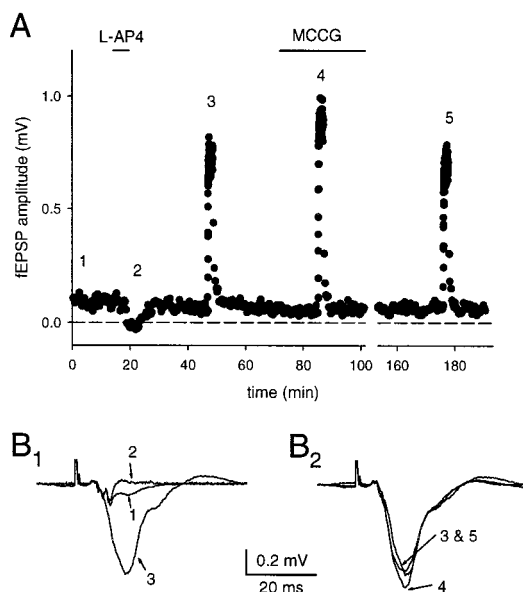 A
L-AP4
MCCG
1
2
3
4
5
fEPSP amplitude (mV)
1.0
0.5
0.0
0 20 40 60 80 100 160 180
time (min)
B1
2
1
3
0.2 mV
20 ms
B2
3 & 5
4